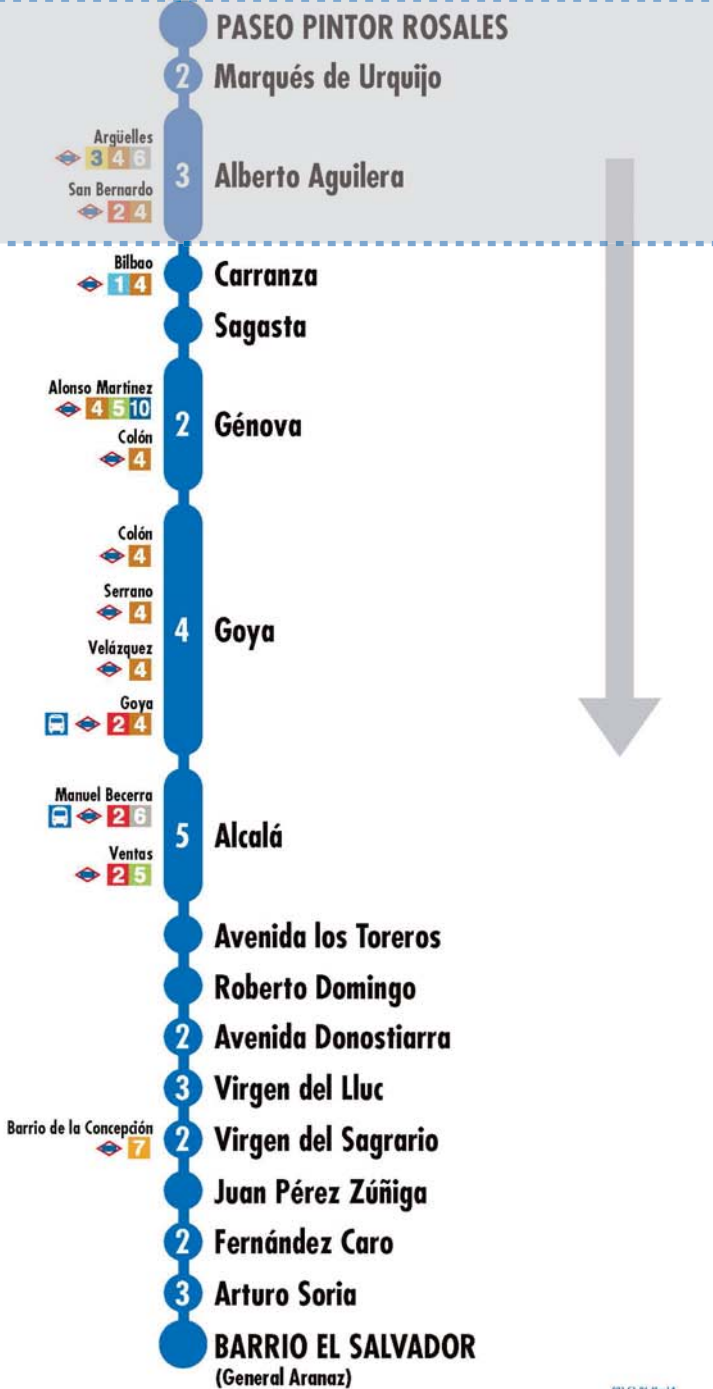 PASEO PINTOR ROSALES
2 Marqués de Urquijo
Argüelles
3 4 6
San Bernardo
2 4
3 Alberto Aguilera
Bilbao
1 4
Carranza
Sagasta
Alonso Martínez
4 5 10
Colón
4
2 Génova
Colón
4
Serrano
4
Velázquez
4
Goya
2 4
4 Goya
Manuel Becerra
2 6
Ventas
2 5
5 Alcalá
Avenida los Toreros
Roberto Domingo
2 Avenida Donostiarra
3 Virgen del Lluc
Barrio de la Concepción
7
2 Virgen del Sagrario
Juan Pérez Zúñiga
2 Fernández Caro
3 Arturo Soria
BARRIO EL SALVADOR
(General Aranaz)